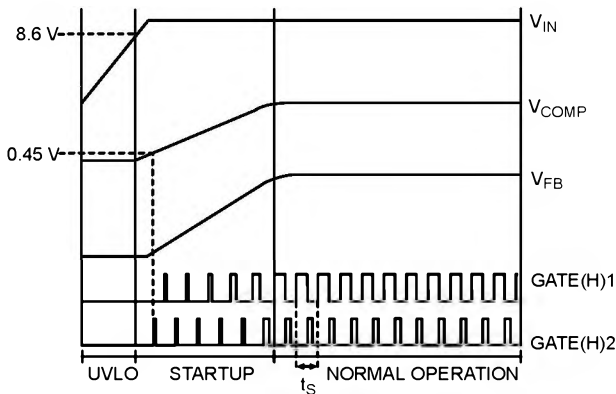 8.6 V
V_IN
V_COMP
0.45 V
V_FB
GATE(H)1
GATE(H)2
UVLO
STARTUP
NORMAL OPERATION
t_S